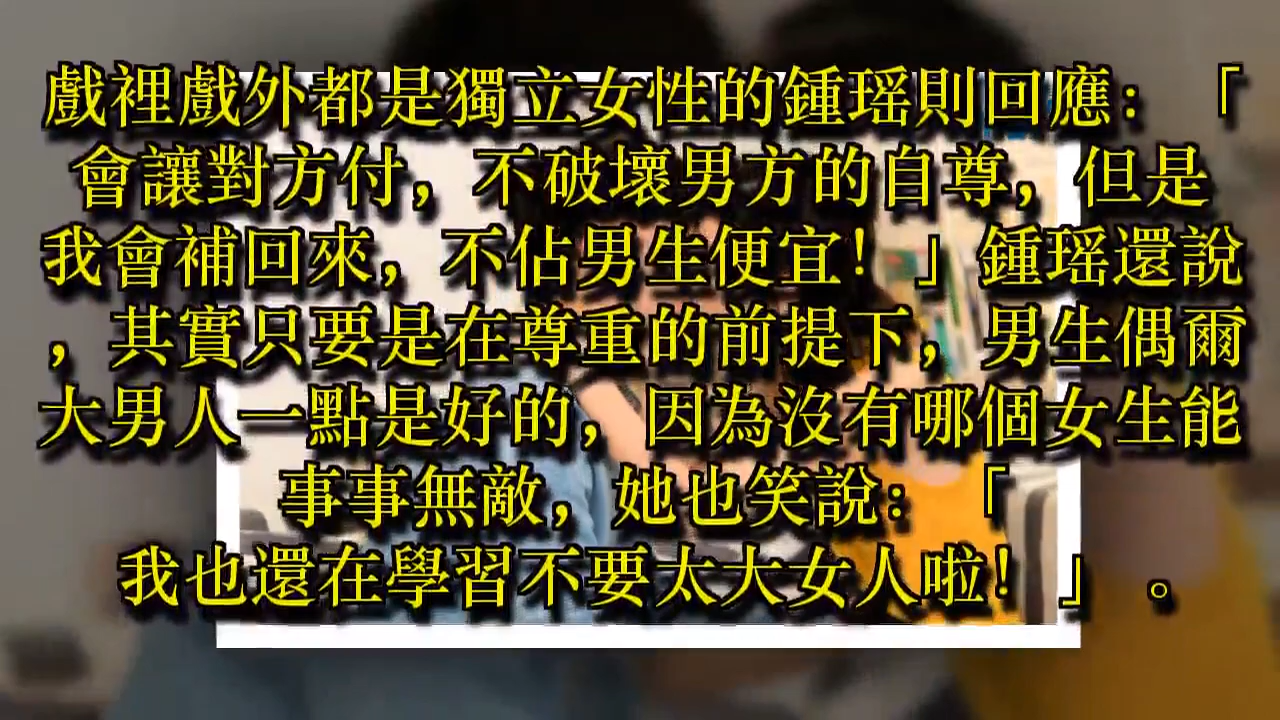 戲裡戲外都是獨立女性的鍾瑶則回應：「
會讓對方付，不破壞男方的自尊，但是
我會補回來，不佔男生便宜！」鍾瑶還說
，其實只要是在尊重的前提下，男生偶爾
大男人一點是好的，因為沒有哪個女生能
事事無敵，她也笑說：「
我也還在學習不要太大女人啦！」 。